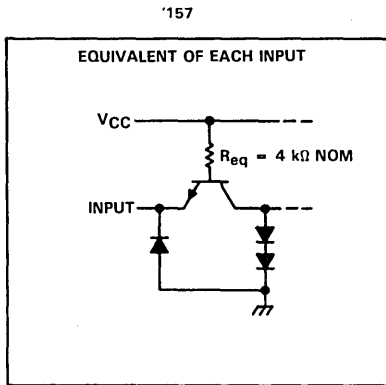 '157
EQUIVALENT OF EACH INPUT
VCC
Req = 4 kΩ NOM
INPUT